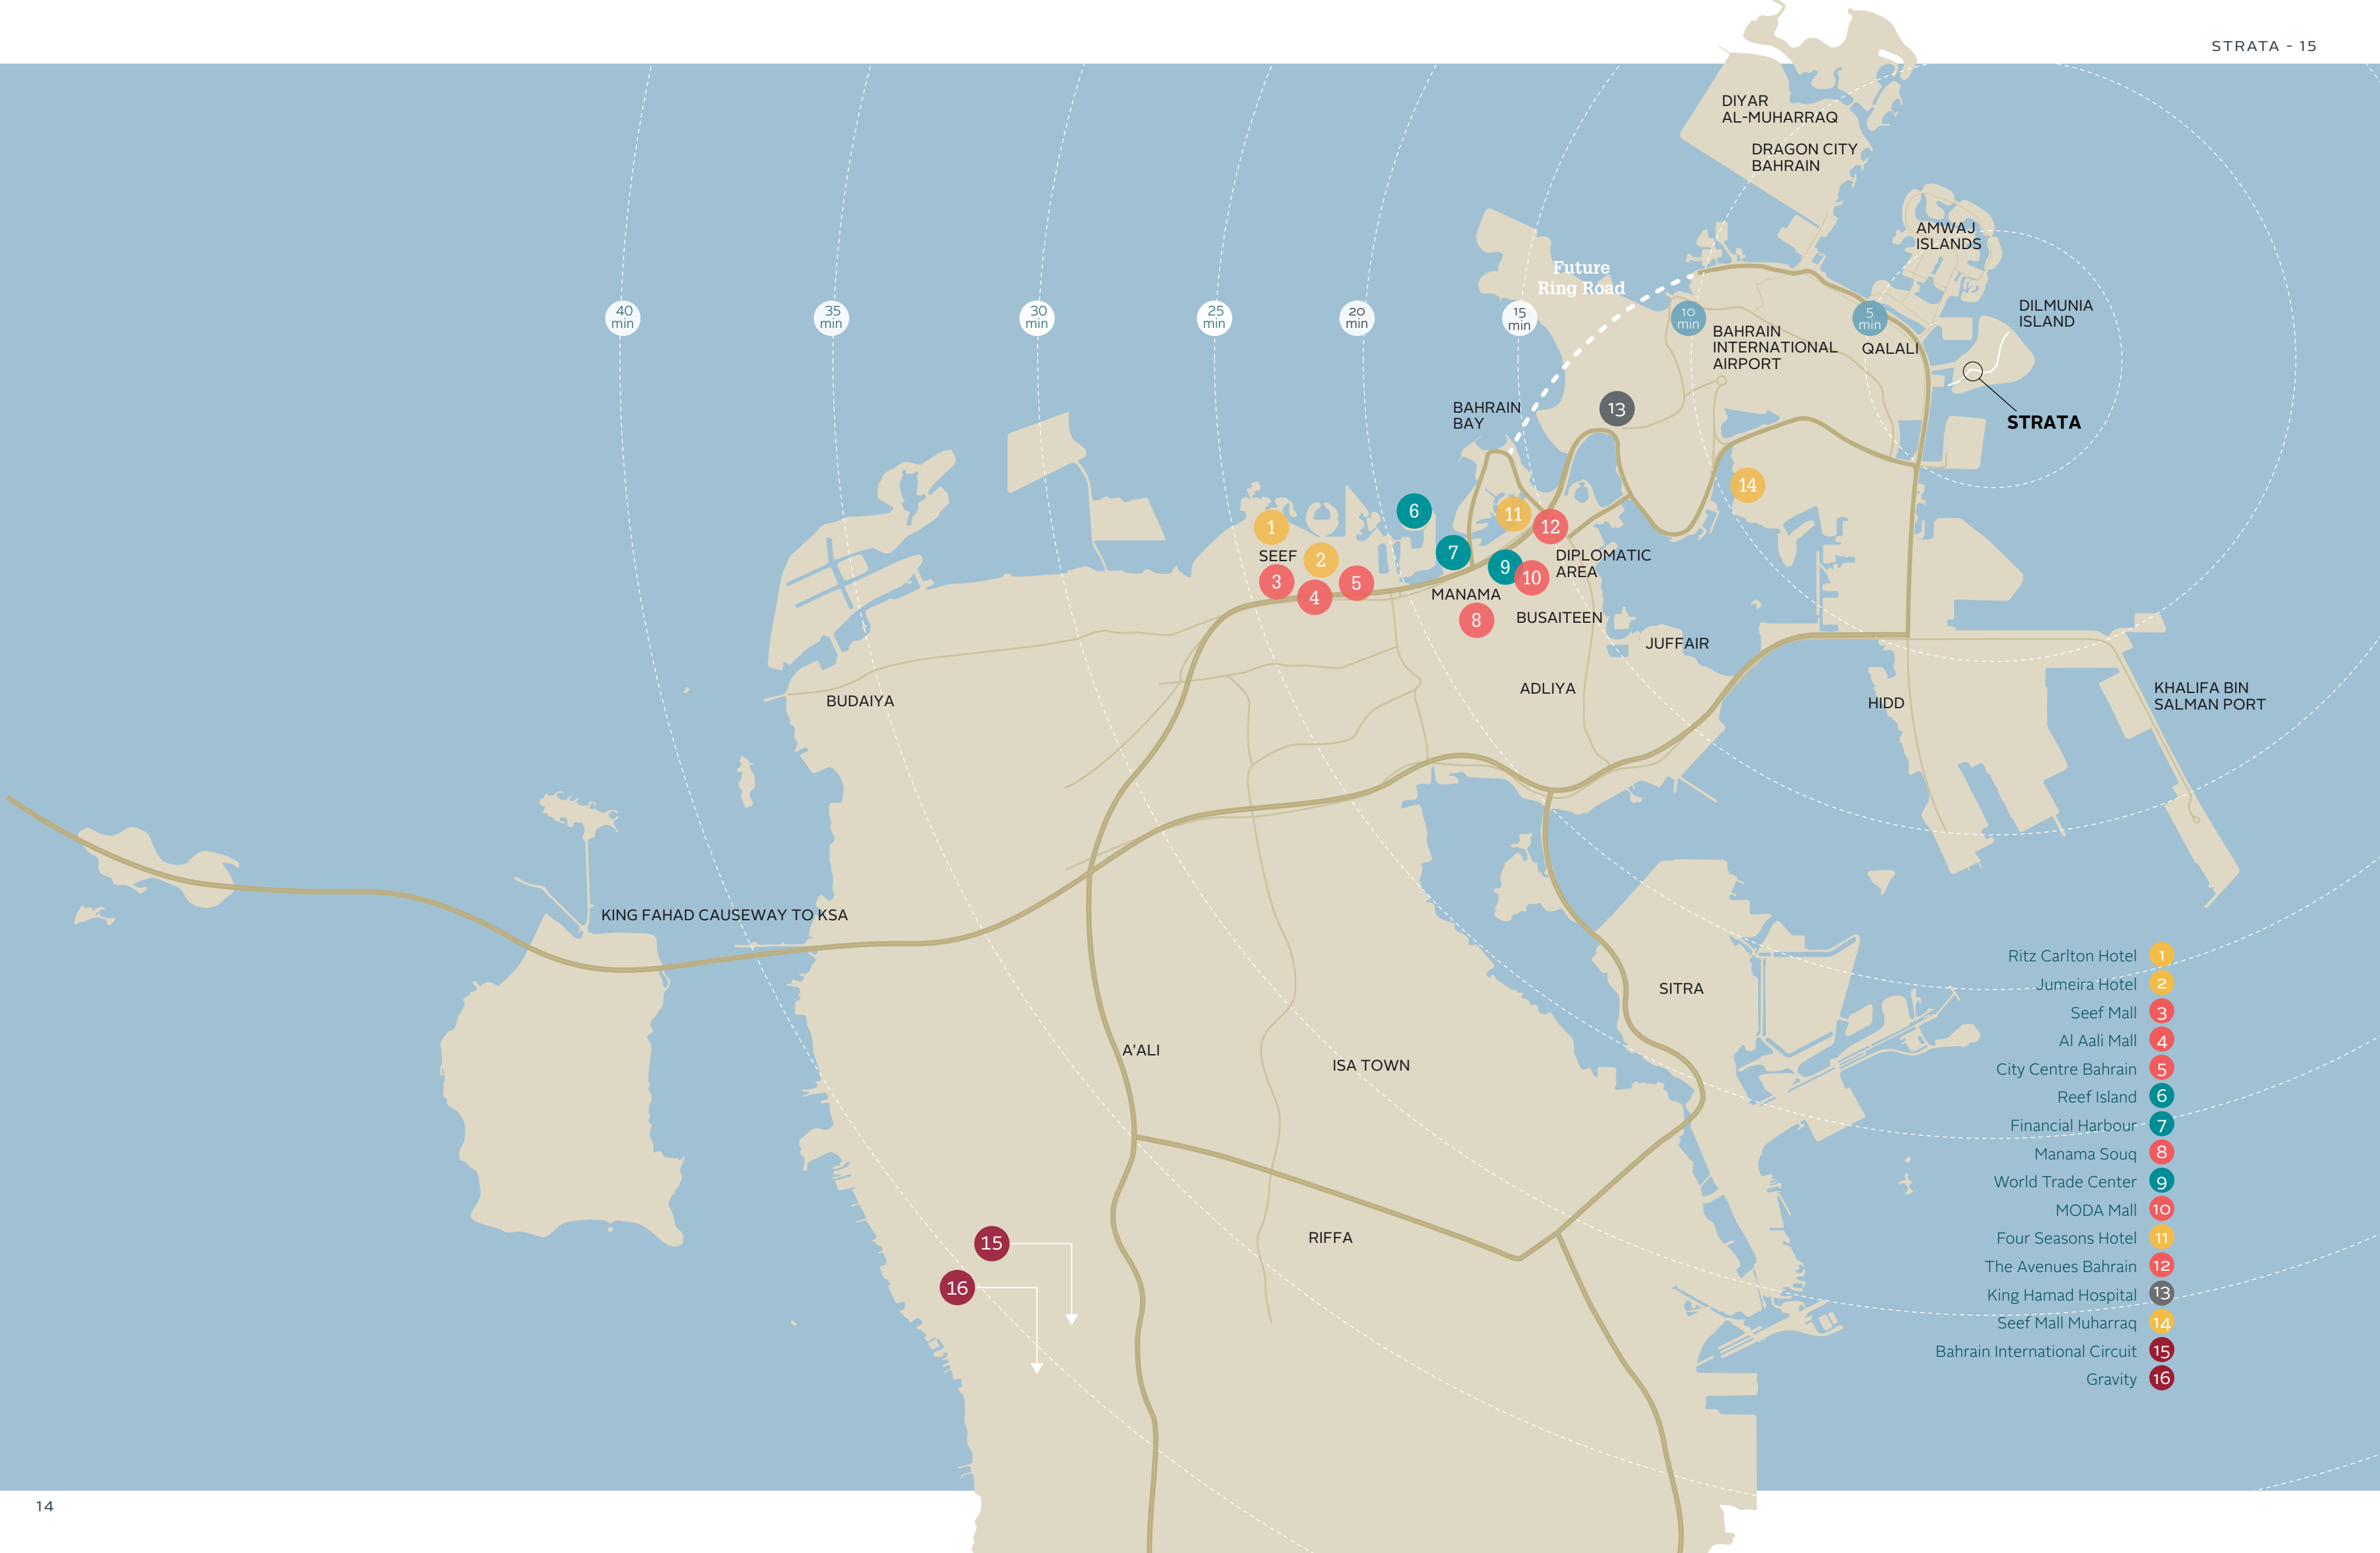 STRATA - 15
DIYAR
AL-MUHARRAQ
DRAGON CITY
BAHRAIN
AMWAJ
ISLANDS
Future
Ring Road
DILMUNIA
ISLAND
40
min
35
min
30
min
25
min
20
min
15
min
10
min
5
min
BAHRAIN
INTERNATIONAL
AIRPORT
QALALI
STRATA
BAHRAIN
BAY
13
14
6
11
12
1
SEEF
2
7
DIPLOMATIC
AREA
9
10
3
5
4
MANAMA
8
BUSAITEEN
JUFFAIR
ADLIYA
BUDAIYA
HIDD
KHALIFA BIN
SALMAN PORT
KING FAHAD CAUSEWAY TO KSA
SITRA
A'ALI
ISA TOWN
RIFFA
15
16
Ritz Carlton Hotel 1
Jumeira Hotel 2
Seef Mall 3
Al Aali Mall 4
City Centre Bahrain 5
Reef Island 6
Financial Harbour 7
Manama Souq 8
World Trade Center 9
MODA Mall 10
Four Seasons Hotel 11
The Avenues Bahrain 12
King Hamad Hospital 13
Seef Mall Muharraq 14
Bahrain International Circuit 15
Gravity 16
14